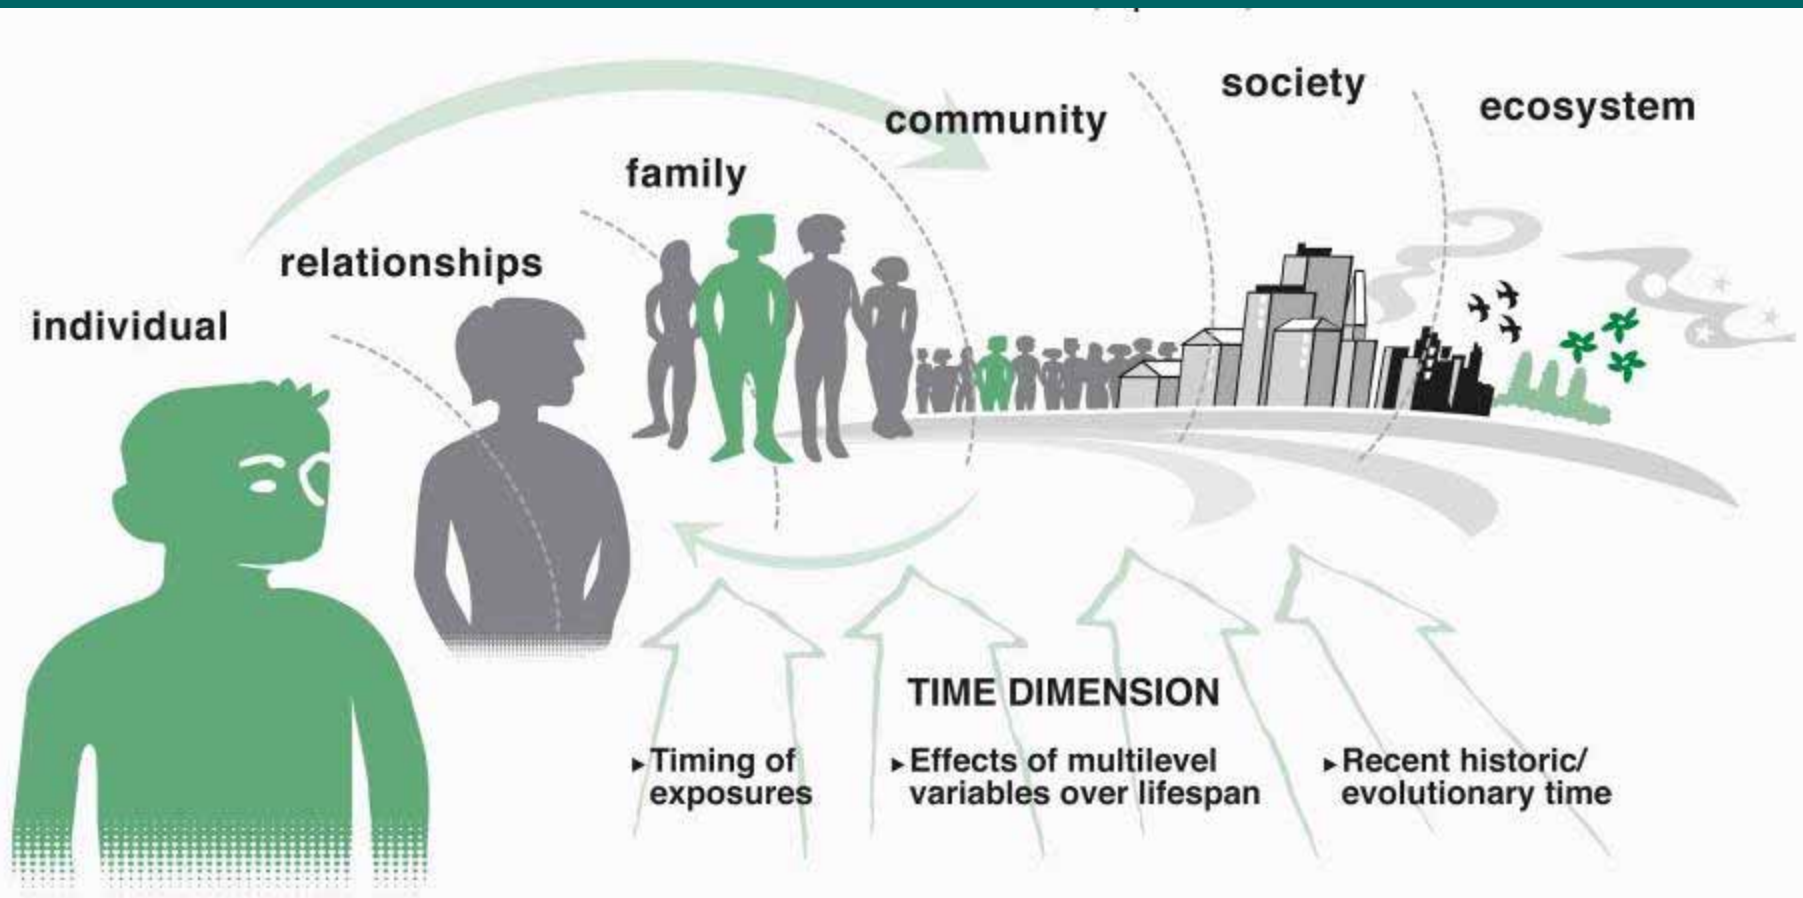 society
ecosystem
community
family
relationships
individual
TIME DIMENSION
▸Timing of
exposures
▸Effects of multilevel
variables over lifespan
▸Recent historic/
evolutionary time